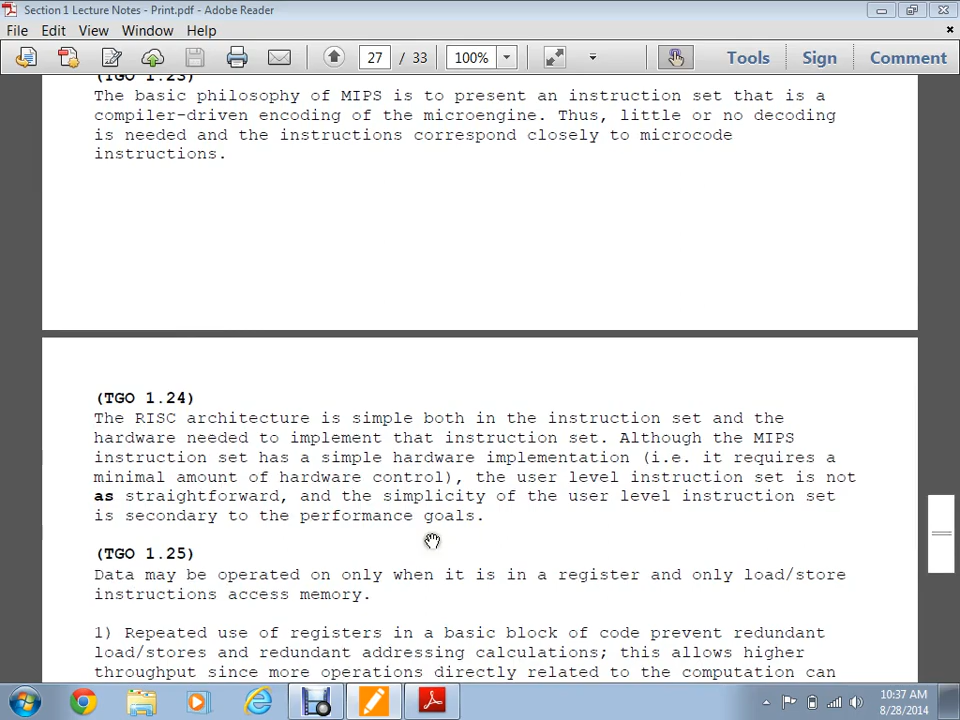 Section 1 Lecture Notes - Print.pdf - Adobe Reader
File Edit View Window Help
27 / 33 100% Tools Sign Comment
(TGO 1.23)
The basic philosophy of MIPS is to present an instruction set that is a
compiler-driven encoding of the microengine. Thus, little or no decoding
is needed and the instructions correspond closely to microcode
instructions.
(TGO 1.24)
The RISC architecture is simple both in the instruction set and the
hardware needed to implement that instruction set. Although the MIPS
instruction set has a simple hardware implementation (i.e. it requires a
minimal amount of hardware control), the user level instruction set is not
as straightforward, and the simplicity of the user level instruction set
is secondary to the performance goals.
(TGO 1.25)
Data may be operated on only when it is in a register and only load/store
instructions access memory.
1) Repeated use of registers in a basic block of code prevent redundant
load/stores and redundant addressing calculations; this allows higher
throughput since more operations directly related to the computation can
10:37 AM
8/28/2014